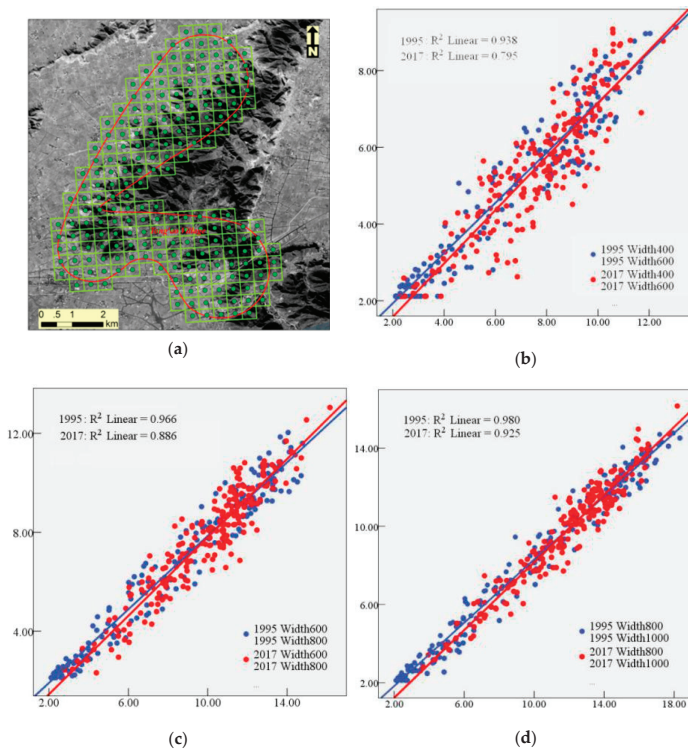 N
0 .5 1 2
km
(a)
1995: R² Linear = 0.938
2017: R² Linear = 0.795
8.00
6.00
4.00
2.00
2.00 4.00 6.00 8.00 10.00 12.00
1995 Width400
1995 Width600
2017 Width400
2017 Width600
(b)
1995: R² Linear = 0.966
2017: R² Linear = 0.886
12.00
8.00
4.00
2.00 6.00 10.00 14.00
1995 Width600
1995 Width800
2017 Width600
2017 Width800
(c)
1995: R² Linear = 0.980
2017: R² Linear = 0.925
14.00
10.00
6.00
2.00
2.00 6.00 10.00 14.00 18.00
1995 Width800
1995 Width1000
2017 Width800
2017 Width1000
(d)